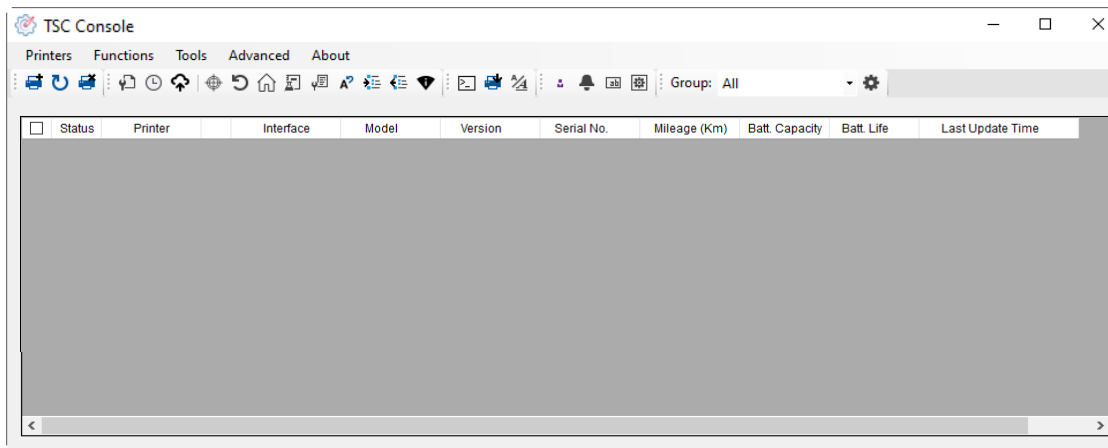 TSC Console
Printers Functions Tools Advanced About
Group: All
Status Printer Interface Model Version Serial No. Mileage (Km) Batt. Capacity Batt. Life Last Update Time